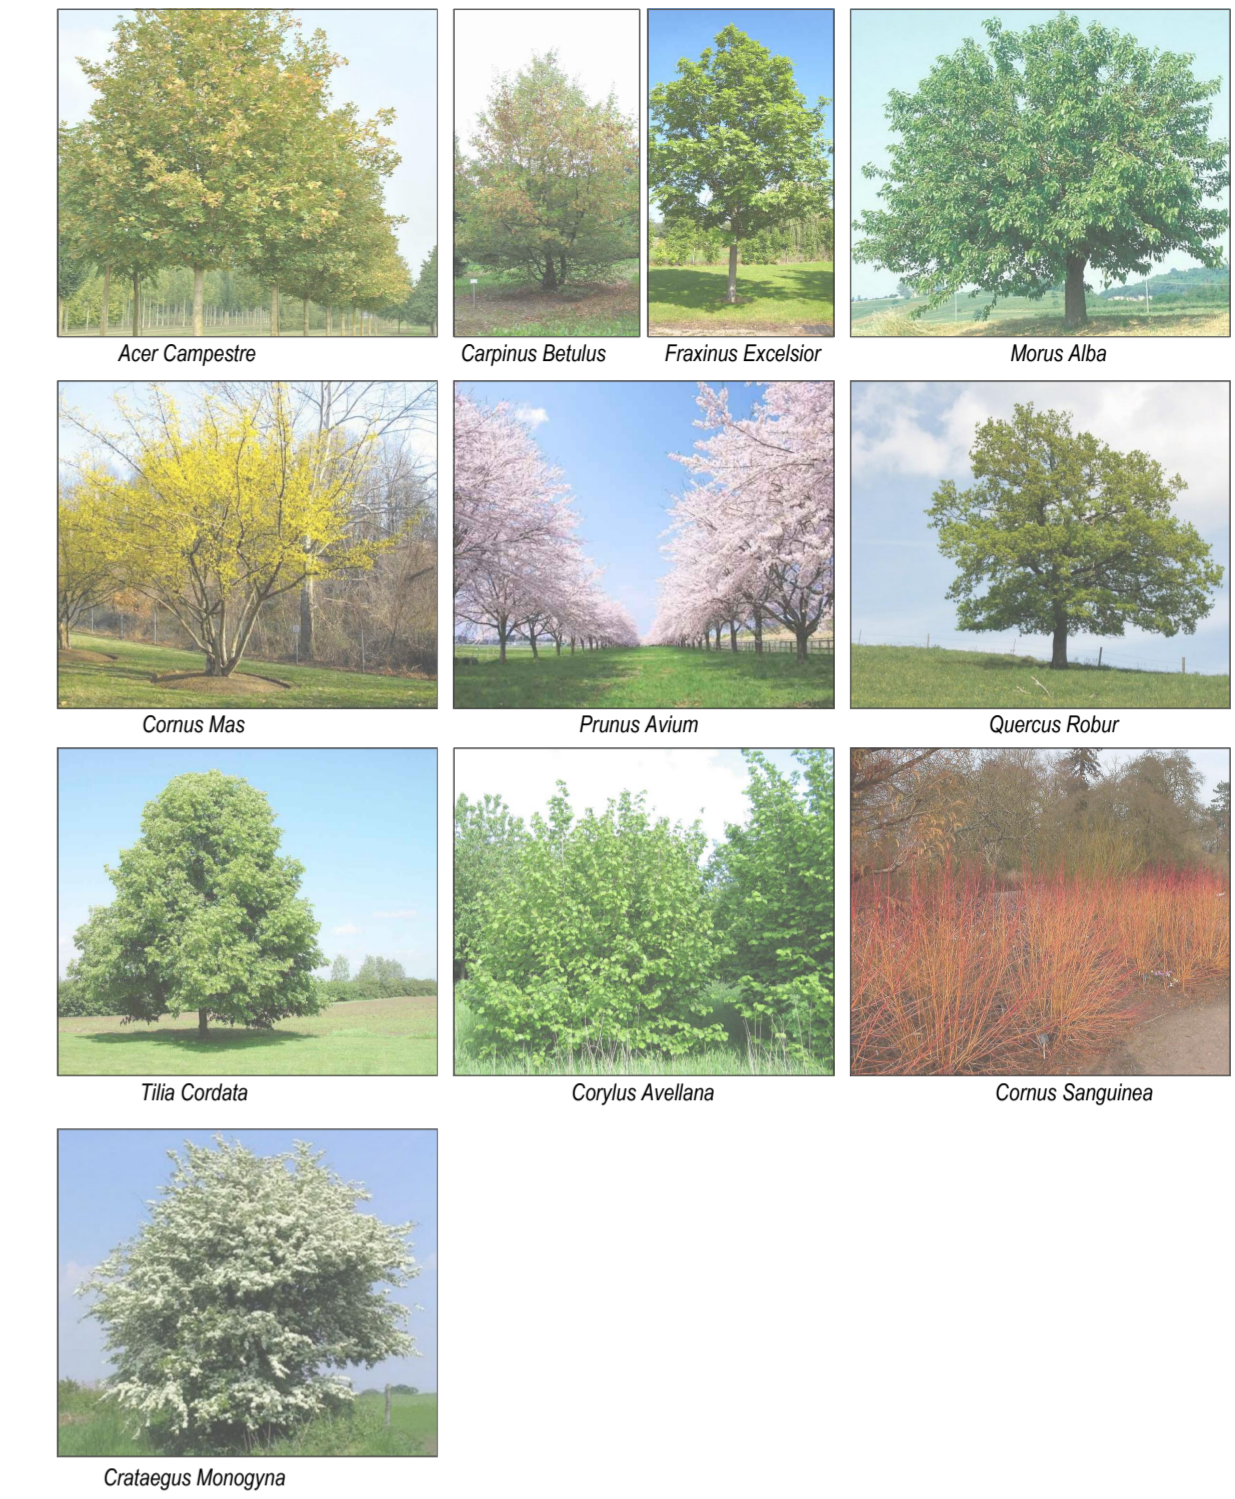 Acer Campestre
Carpinus Betulus
Fraxinus Excelsior
Morus Alba
Cornus Mas
Prunus Avium
Quercus Robur
Tilia Cordata
Corylus Avellana
Cornus Sanguinea
Crataegus Monogyna